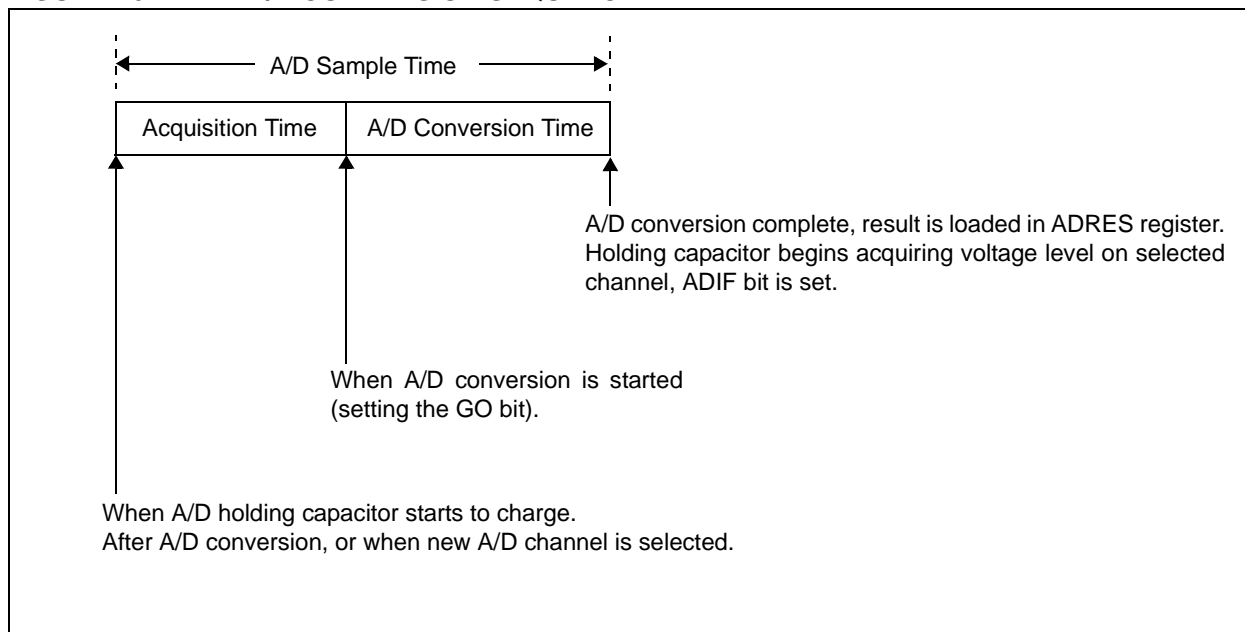 A/D Sample Time
Acquisition Time
A/D Conversion Time
A/D conversion complete, result is loaded in ADRES register.
Holding capacitor begins acquiring voltage level on selected
channel, ADIF bit is set.
When A/D conversion is started
(setting the GO bit).
When A/D holding capacitor starts to charge.
After A/D conversion, or when new A/D channel is selected.